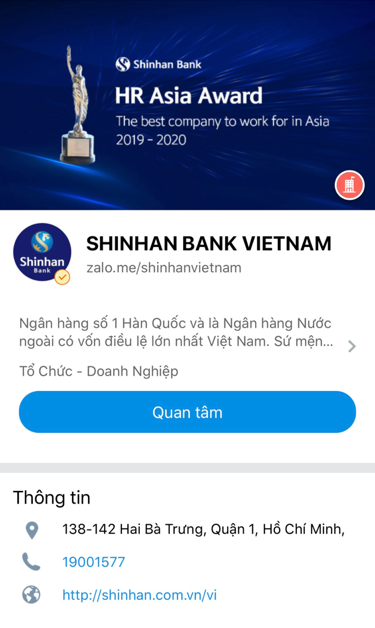 Shinhan Bank
HR Asia Award
The best company to work for in Asia
2019 - 2020
Shinhan
Bank
SHINHAN BANK VIETNAM
zalo.me/shinhanvietnam
Ngân hàng số 1 Hàn Quốc và là Ngân hàng Nước
ngoài có vốn điều lệ lớn nhất Việt Nam. Sứ mện...
Tổ Chức - Doanh Nghiệp
Quan tâm
Thông tin
138-142 Hai Bà Trưng, Quận 1, Hồ Chí Minh,
19001577
http://shinhan.com.vn/vi